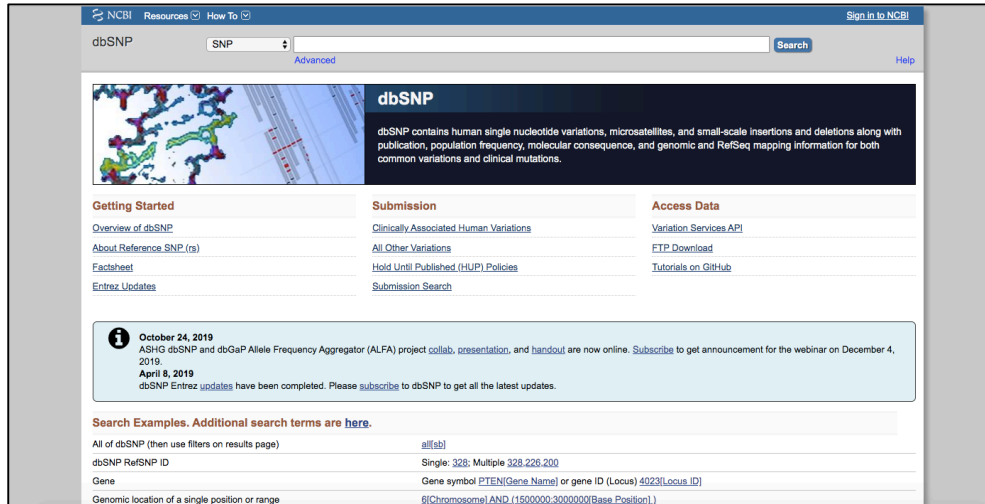 NCBI Resources How To Sign in to NCBI
dbSNP SNP Search
Advanced Help
dbSNP
dbSNP contains human single nucleotide variations, microsatellites, and small-scale insertions and deletions along with
publication, population frequency, molecular consequence, and genomic and RefSeq mapping information for both
common variations and clinical mutations.
Getting Started
Overview of dbSNP
About Reference SNP (rs)
Factsheet
Entrez Updates
Submission
Clinically Associated Human Variations
All Other Variations
Hold Until Published (HUP) Policies
Submission Search
Access Data
Variation Services API
FTP Download
Tutorials on GitHub
October 24, 2019
ASHG dbSNP and dbGaP Allele Frequency Aggregator (ALFA) project collab, presentation, and handout are now online. Subscribe to get announcement for the webinar on December 4,
2019.
April 8, 2019
dbSNP Entrez updates have been completed. Please subscribe to dbSNP to get all the latest updates.
Search Examples. Additional search terms are here.
All of dbSNP (then use filters on results page) all[sb]
dbSNP RefSNP ID Single: 328; Multiple 328,226,200
Gene Gene symbol PTEN[Gene Name] or gene ID (Locus) 4023[Locus ID]
Genomic location of a single position or range 6[Chromosome] AND (1500000:3000000[Base Position] )